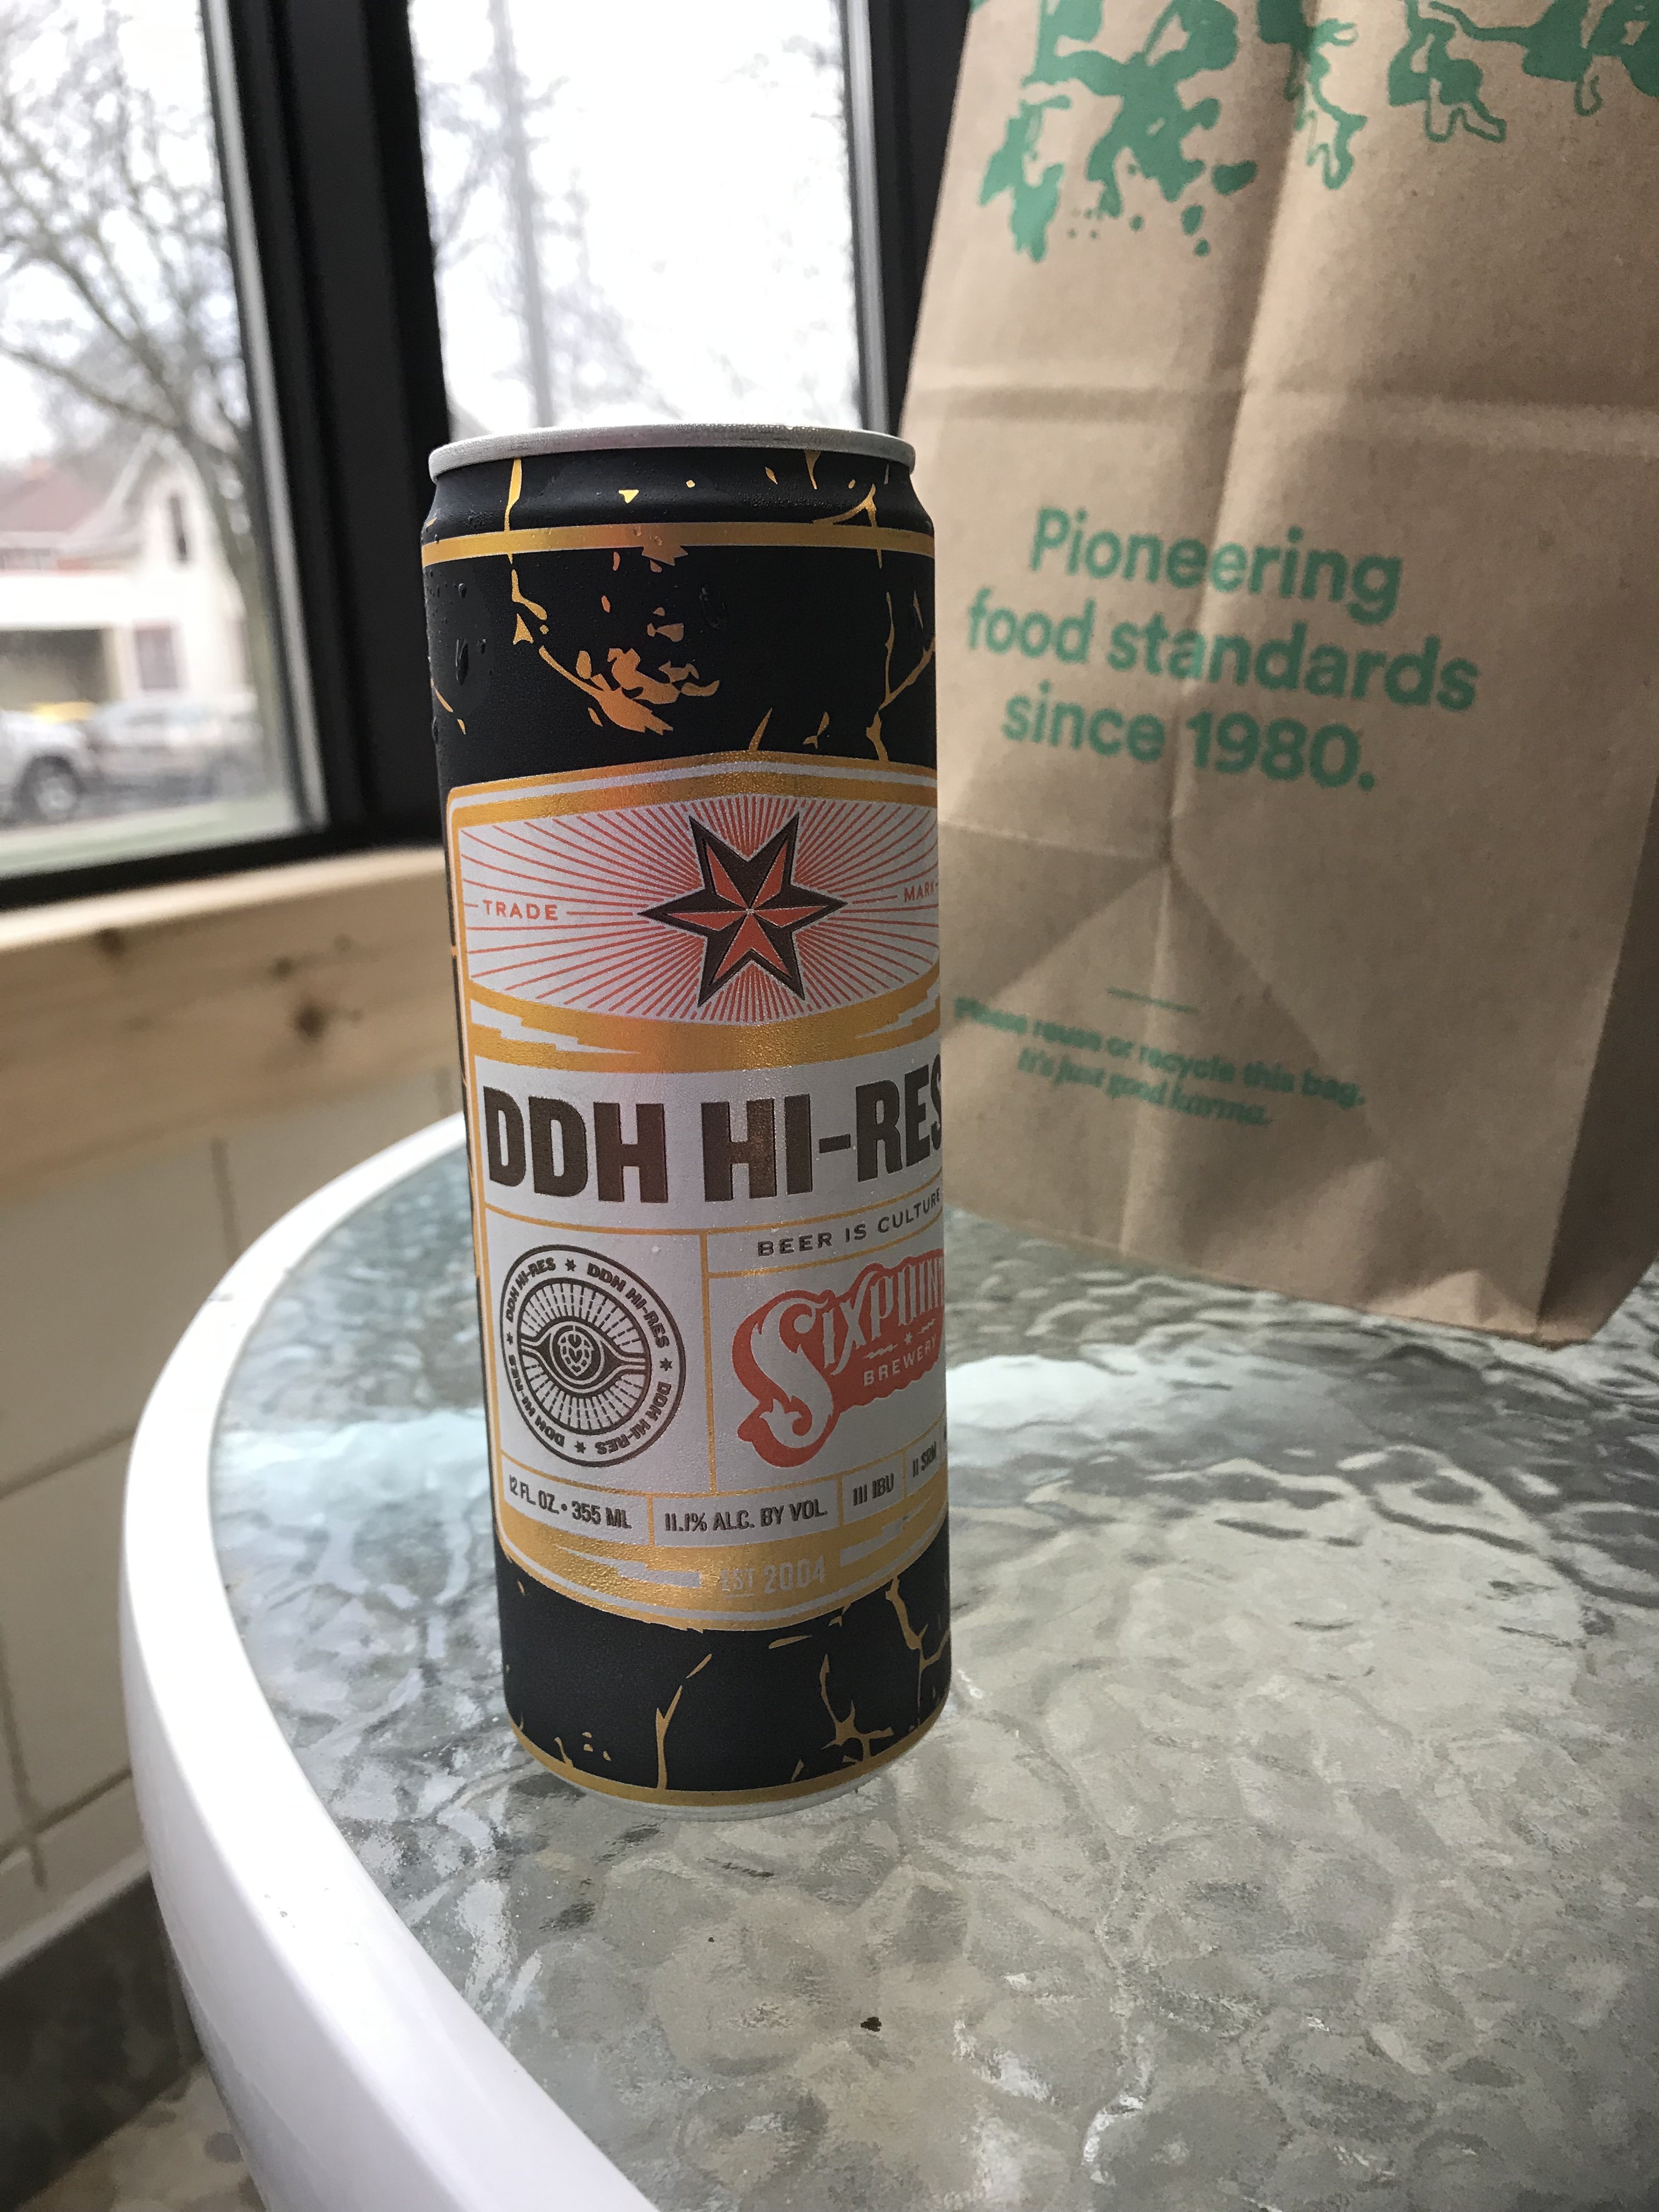 TRADE
MARK
DDH HI-RES
BEER IS CULTURE
DDH HI-RES * DDH HI-RES * DDH HI-RES * DDH HI-RES *
SIXPOINT
BREWERY
12 FL. OZ. • 355 ML
11.1% ALC. BY VOL.
111 IBU
11 SRM
EST 2004
Pioneering
food standards
since 1980.
Please reuse or recycle this bag.
It's just good karma.